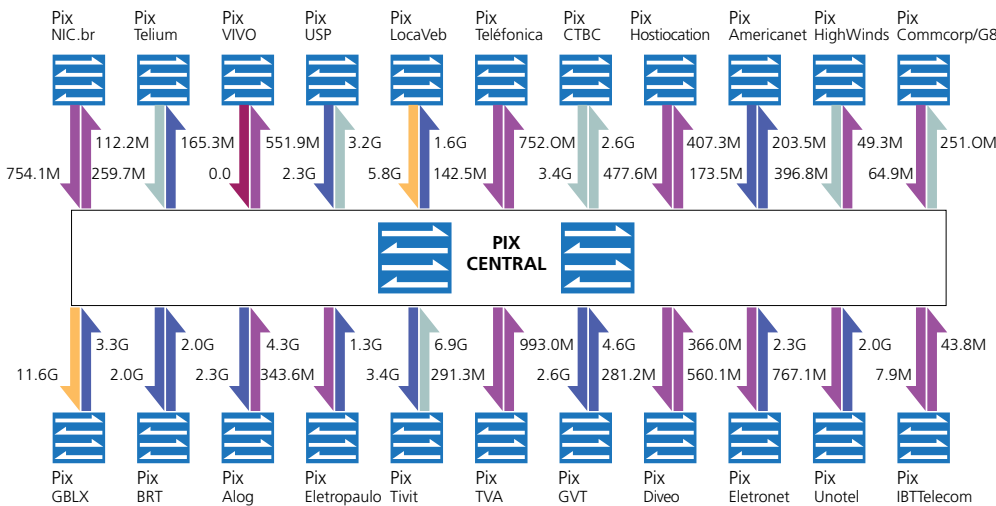 Pix Pix Pix Pix Pix Pix Pix Pix Pix Pix Pix
NIC.br Telium VIVO USP LocaVeb Teléfonica CTBC Hostiocation Americanet HighWinds Commcorp/G8
112.2M 165.3M 551.9M 3.2G 1.6G 752.0M 2.6G 407.3M 203.5M 49.3M 251.0M
754.1M 259.7M 0.0 2.3G 5.8G 142.5M 3.4G 477.6M 173.5M 396.8M 64.9M
PIX
CENTRAL
3.3G 2.0G 4.3G 1.3G 6.9G 993.0M 4.6G 366.0M 2.3G 2.0G 43.8M
11.6G 2.0G 2.3G 343.6M 3.4G 291.3M 2.6G 281.2M 560.1M 767.1M 7.9M
Pix Pix Pix Pix Pix Pix Pix Pix Pix Pix Pix
GBLX BRT Alog Eletropaulo Tivit TVA GVT Diveo Eletronet Unotel IBTTelecom